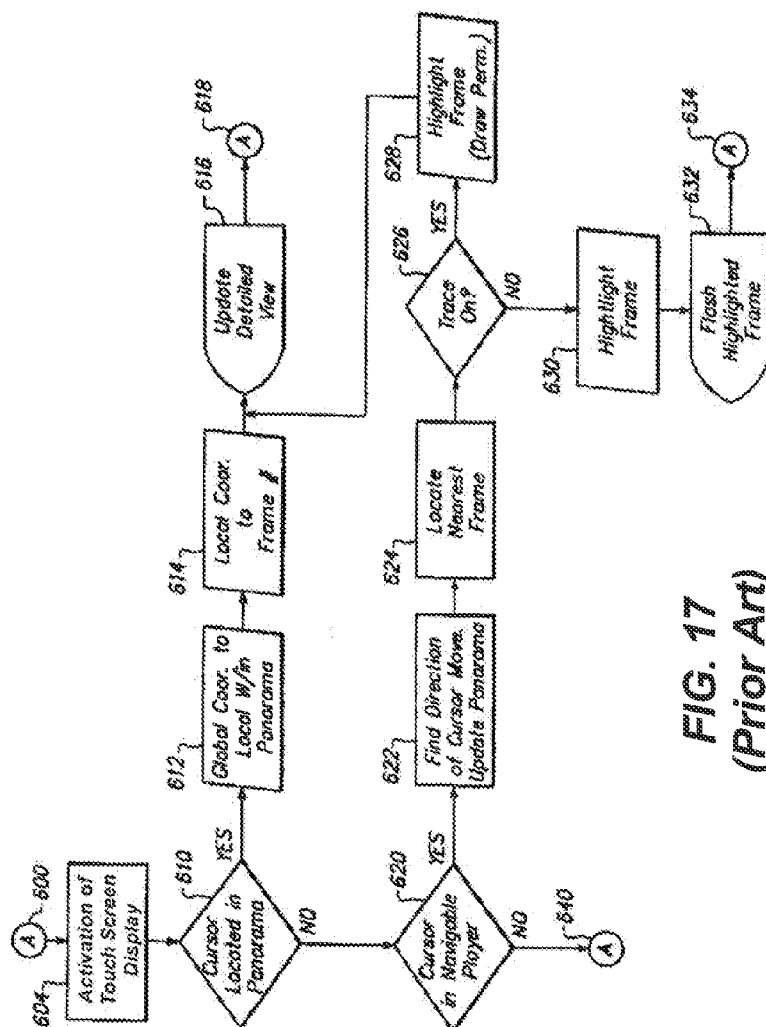 A
600
604
Activation of
Touch Screen
Display
610
Cursor
Located in
Panorama
YES
NO
612
Global Coor. to
Local W/in
Panorama
614
Local Coor.
to
Frame #
616
Update
Detailed
View
618
A
620
Cursor
in Navigable
Player
YES
NO
640
A
622
Find Direction
of Cursor Move.
Update Panorama
624
Locate
Nearest
Frame
626
Trace
On?
YES
NO
628
Highlight
Frame
(Draw Perm.)
630
Hightlight
Frame
632
Flash
Highlighted
Frame
634
A
FIG. 17
(Prior Art)